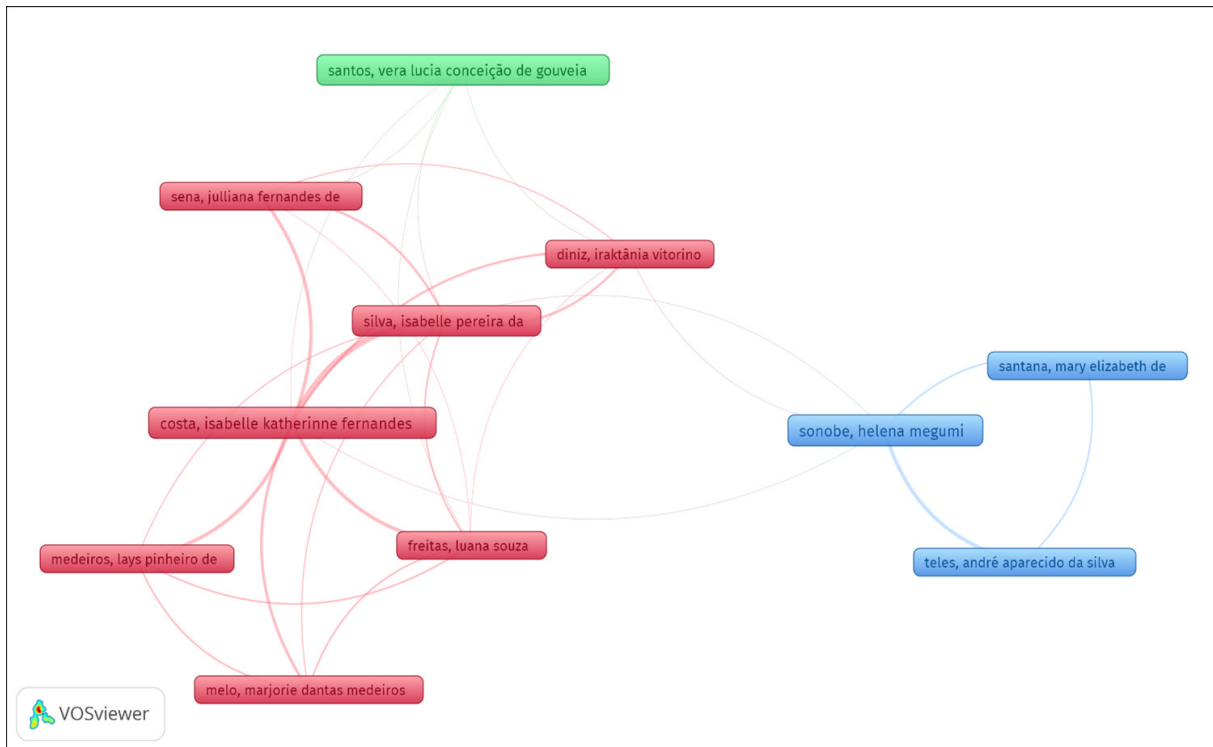 santos, vera lucia conceição de gouveia
sena, julliana fernandes de
diniz, iraktânia vitorino
silva, isabelle pereira da
santana, mary elizabeth de
costa, isabelle katherinne fernandes
sonobe, helena megumi
freitas, luana souza
medeiros, lays pinheiro de
teles, andré aparecido da silva
melo, marjorie dantas medeiros
VOSviewer